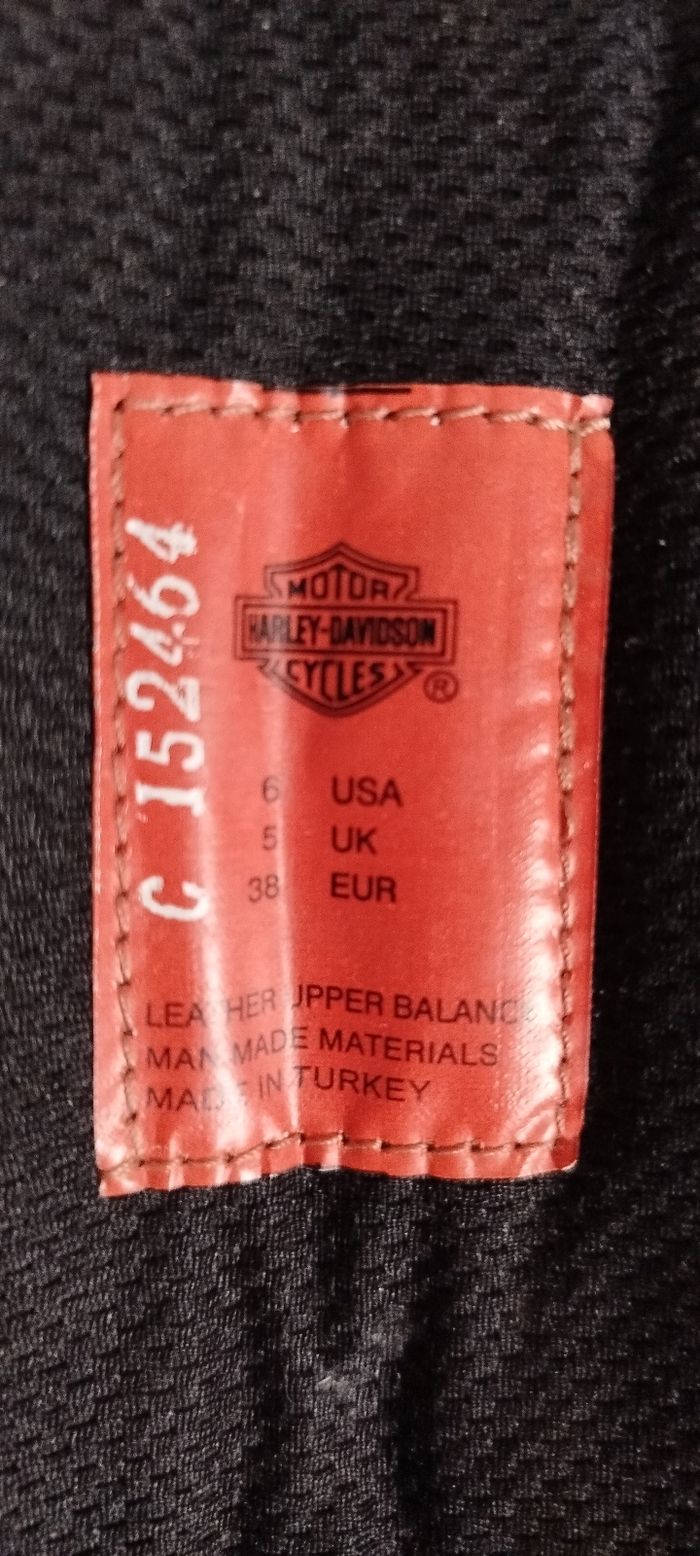 MOTOR
HARLEY-DAVIDSON
CYCLES
®
6 USA
5 UK
38 EUR
LEATHER UPPER BALANCE
MAN MADE MATERIALS
MADE IN TURKEY
C 152464